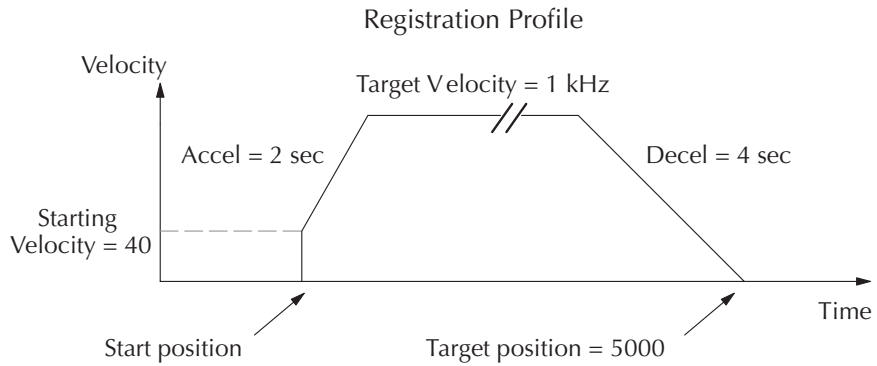 Registration Profile
Velocity
Target Velocity = 1 kHz
Accel = 2 sec
Decel = 4 sec
Starting
Velocity = 40
Time
Start position
Target position = 5000